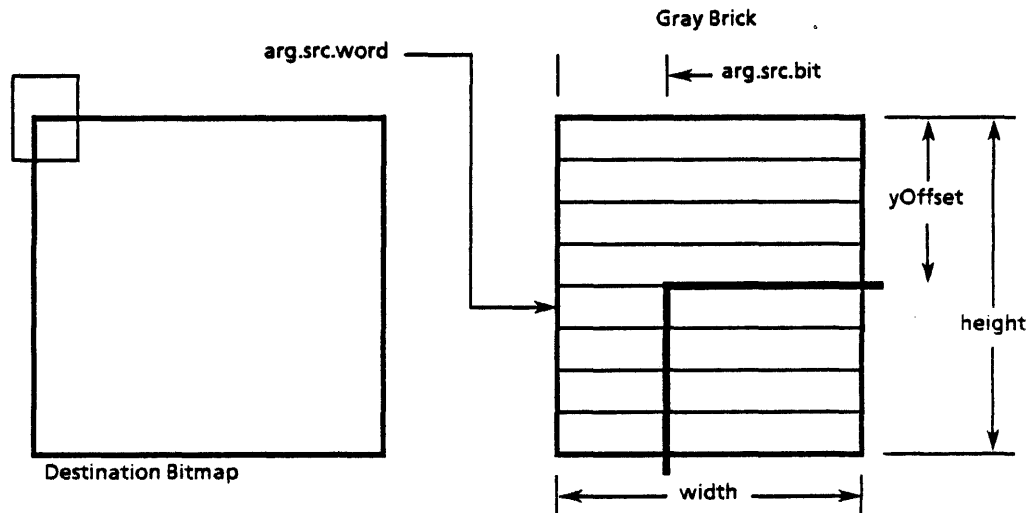 Gray Brick
arg.src.word
arg.src.bit
yOffset
height
Destination Bitmap
width